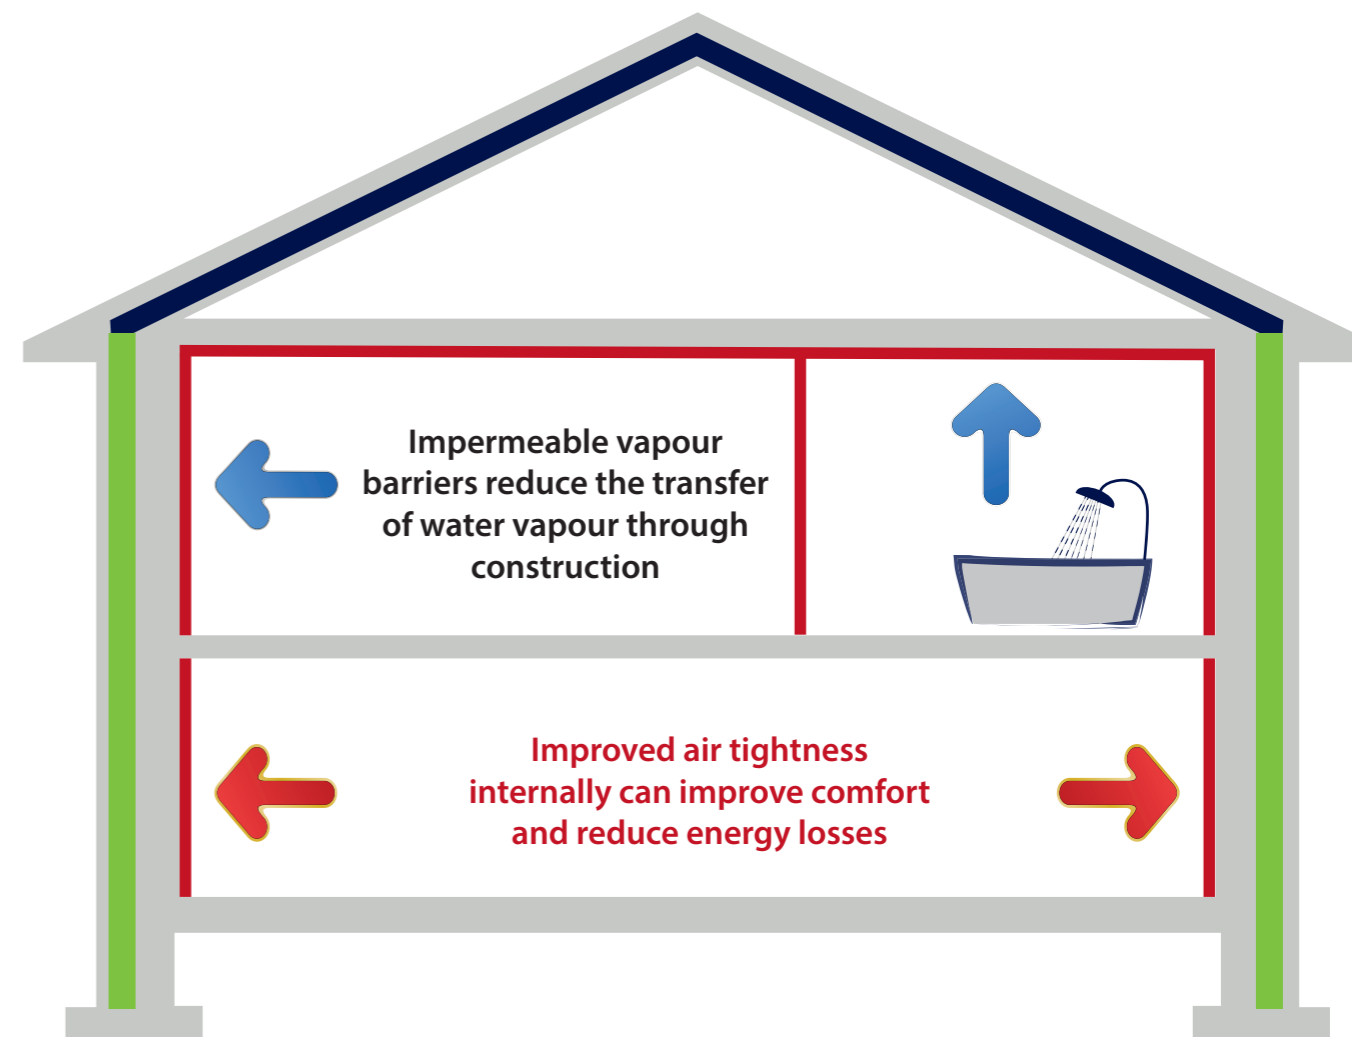 Impermeable vapour
barriers reduce the transfer
of water vapour through
construction
Improved air tightness
internally can improve comfort
and reduce energy losses